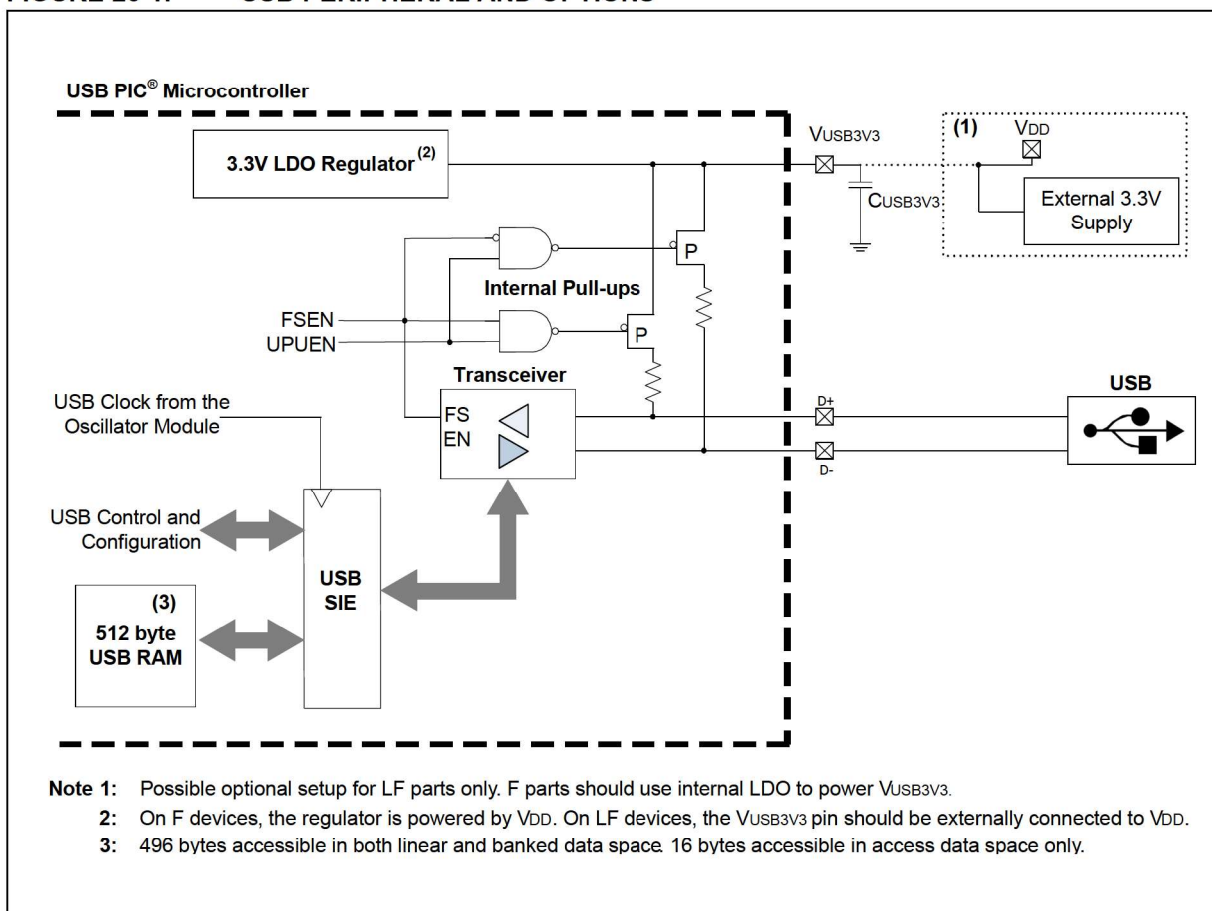 USB PIC® Microcontroller
3.3V LDO Regulator(2)
VUSB3V3
(1)
VDD
CUSB3V3
External 3.3V
Supply
Internal Pull-ups
P
P
FSEN
UPUEN
Transceiver
FS
EN
USB Clock from the
Oscillator Module
D+
D-
USB
USB Control and
Configuration
USB
SIE
(3)
512 byte
USB RAM
Note 1: Possible optional setup for LF parts only. F parts should use internal LDO to power VUSB3V3.
2: On F devices, the regulator is powered by VDD. On LF devices, the VUSB3V3 pin should be externally connected to VDD.
3: 496 bytes accessible in both linear and banked data space. 16 bytes accessible in access data space only.